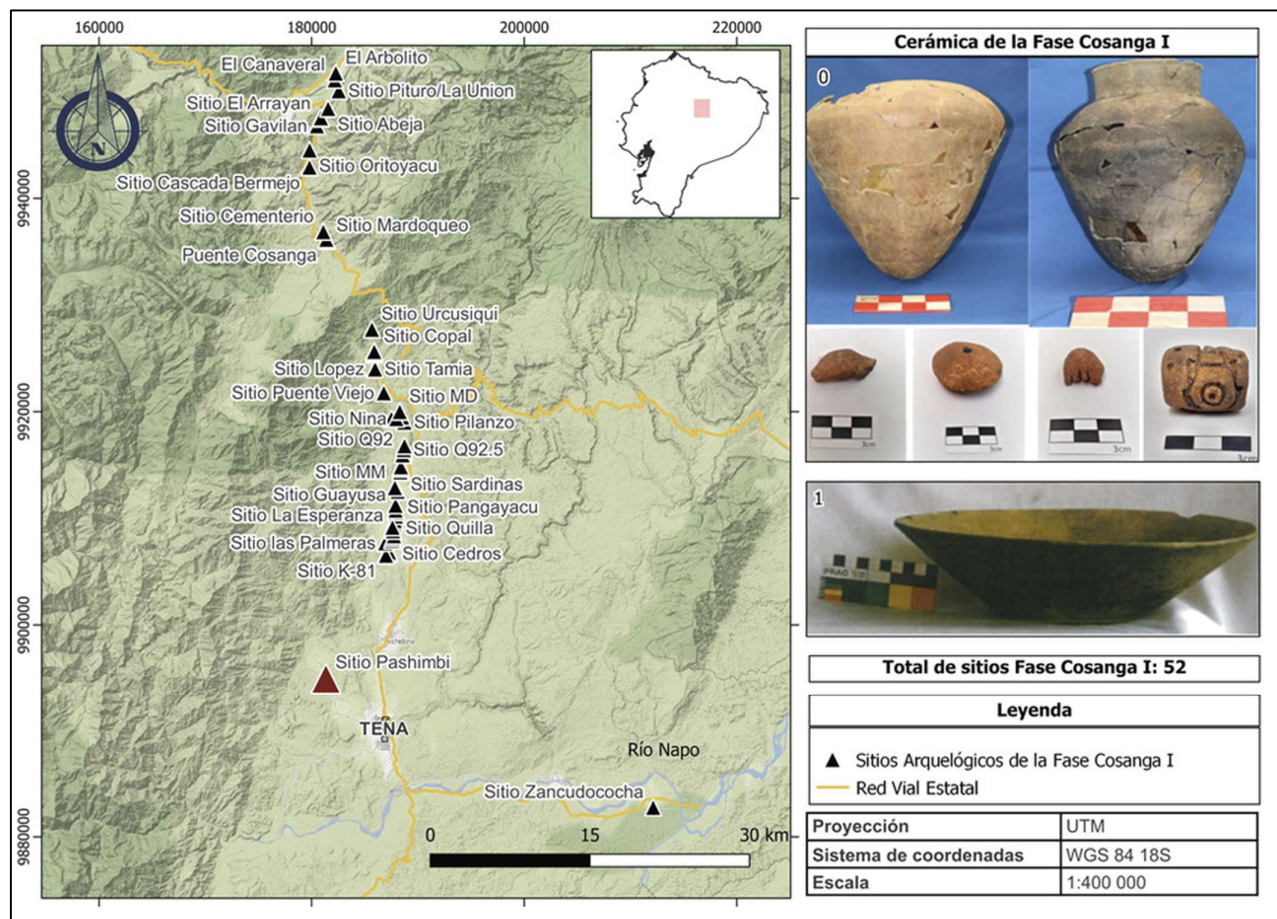 160000 180000 200000 220000
El Canaveral
El Arbolito
Sitio Pituro/La Union
Sitio El Arrayan
Sitio Abeja
Sitio Gavilan
Sitio Oritoyacu
Sitio Cascada Bermejo
Sitio Cementerio
Sitio Mardoqueo
Puente Cosanga
Sitio Urcusiqui
Sitio Copal
Sitio Lopez
Sitio Tamia
Sitio Puente Viejo
Sitio MD
Sitio Nina
Sitio Pilanzo
Sitio Q92
Sitio Q92.5
Sitio MM
Sitio Sardinas
Sitio Guayusa
Sitio Pangayacu
Sitio La Esperanza
Sitio Quilla
Sitio las Palmeras
Sitio Cedros
Sitio K-81
Sitio Pashimbi
TENA
Río Napo
Sitio Zancudococha
0 15 30 km
N
9940000
9920000
9900000
9880000
Cerámica de la Fase Cosanga I
0
3cm
3cm
3cm
3cm
1
Total de sitios Fase Cosanga I: 52
Leyenda
Sitios Arquelógicos de la Fase Cosanga I
Red Vial Estatal
Proyección UTM
Sistema de coordenadas WGS 84 18S
Escala 1:400 000